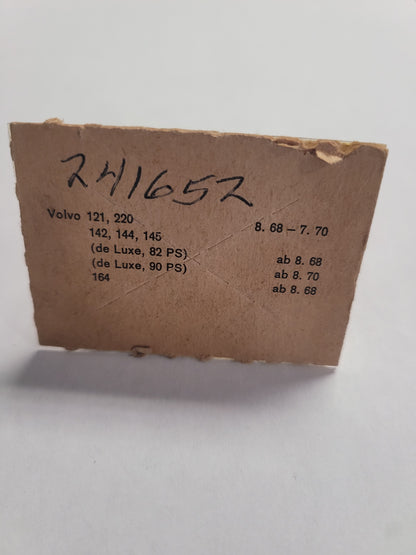 241652
Volvo 121, 220 8. 68 – 7. 70
142, 144, 145
(de Luxe, 82 PS) ab 8. 68
(de Luxe, 90 PS) ab 8. 70
164 ab 8. 68